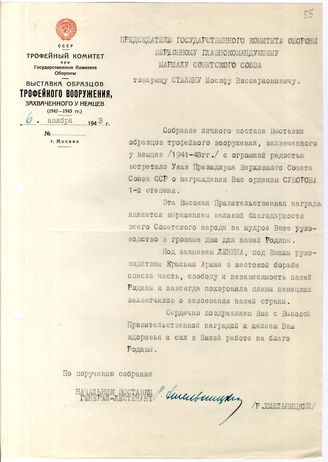 55
СССР
ТРОФЕЙНЫЙ КОМИТЕТ
при
Государственном Комитете
Обороны
ВЫСТАВКА ОБРАЗЦОВ
ТРОФЕЙНОГО ВООРУЖЕНИЯ,
ЗАХВАЧЕННОГО У НЕМЦЕВ
(1941—1943 гг.)
6. ноября 1943 г.
№
г. Москва
ПРЕДСЕДАТЕЛЮ ГОСУДАРСТВЕННОГО КОМИТЕТА ОБОРОНЫ
ВЕРХОВНОМУ ГЛАВНОКОМАНДУЮЩЕМУ
МАРШАЛУ СОВЕТСКОГО СОЮЗА
товарищу СТАЛИНУ Иосифу Виссарионовичу.
Собрание личного состава Выставки
образцов трофейного вооружения, захваченного
у немцев /1941-43гг./ с огромной радостью
встретило Указ Президиума Верховного Совета
Союза ССР о награждении Вас орденом СУВОРОВА
1-й степени.
Эта Высокая Правительственная награда
является выражением великой благодарности
всего Советского народа за мудрое Ваше руко-
водство в грозные дни для нашей Родины.
Под знаменем ЛЕНИНА, под Вашим руко-
водством Красная Армия в жестокой борьбе
спасла честь, свободу и независимость нашей
Родины и навсегда похоронила планы немецких
захватчиков о завоевании нашей страны.
Сердечно поздравляем Вас с Высокой
Правительственной наградой и желаем Вам
здоровья и сил в Вашей работе на благо
Родины.
По поручению собрания
НАЧАЛЬНИК ВЫСТАВКИ
ГЕНЕРАЛ-ЛЕЙТЕНАНТ Р. Хмельницкий
/Р.ХМЕЛЬНИЦКИЙ/